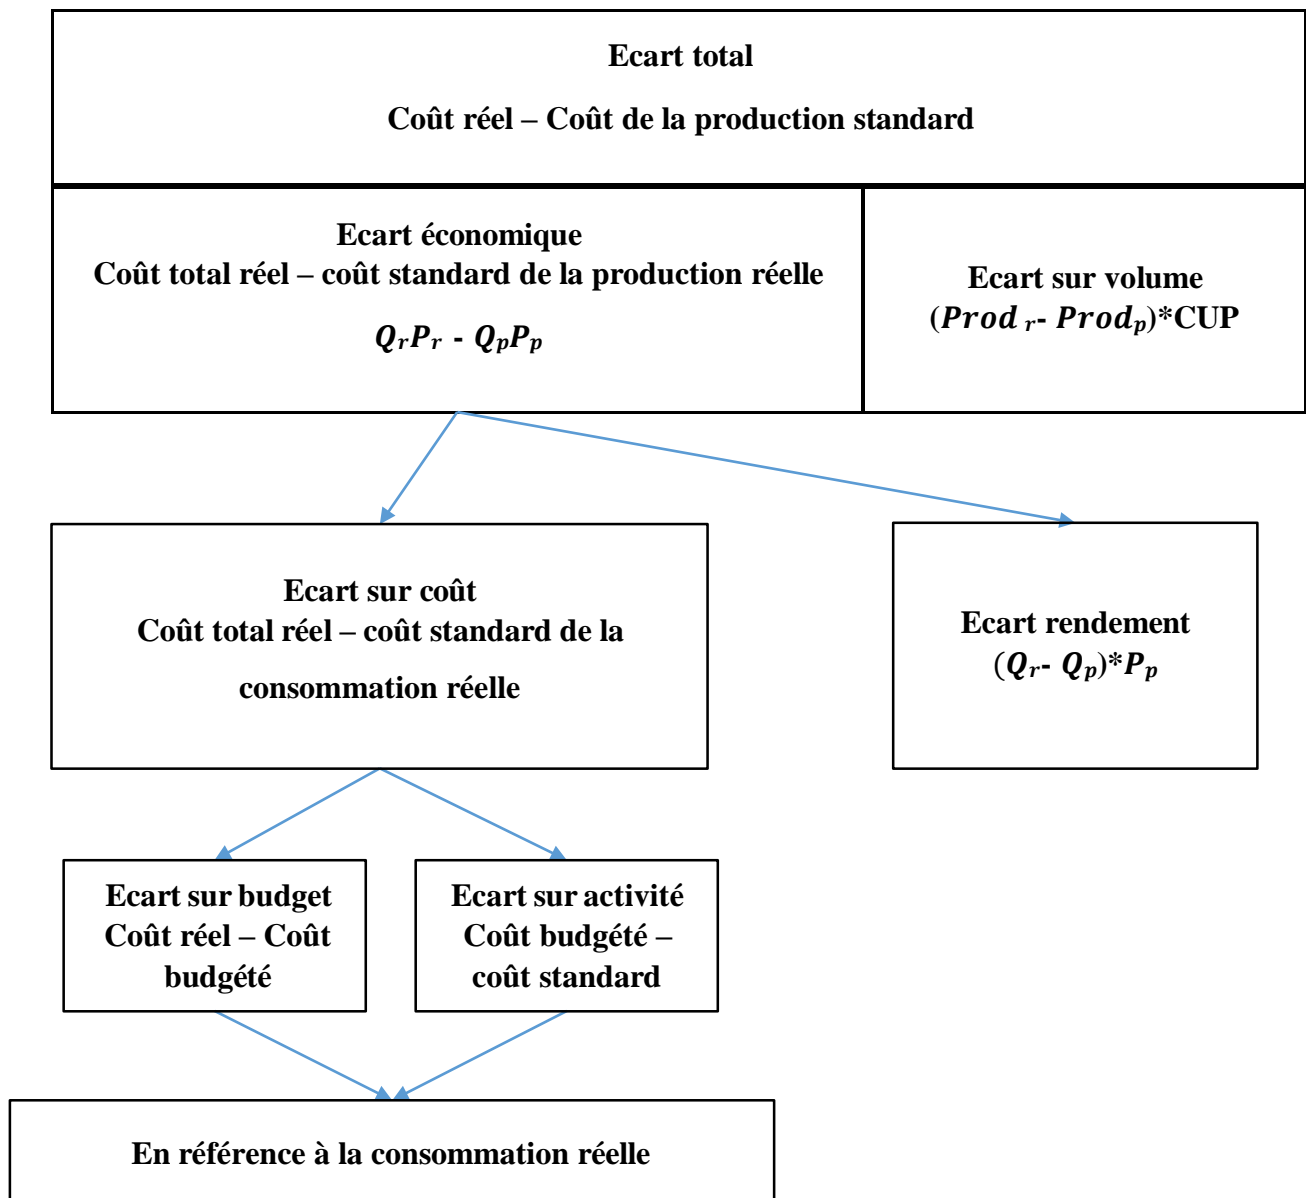 Ecart total
Coût réel – Coût de la production standard
Ecart économique
Coût total réel – coût standard de la production réelle
QrPr - QpPp
Ecart sur volume
(Prod r- Prodp)*CUP
Ecart sur coût
Coût total réel – coût standard de la
consommation réelle
Ecart rendement
(Qr- Qp)*Pp
Ecart sur budget
Coût réel – Coût
budgété
Ecart sur activité
Coût budgété –
coût standard
En référence à la consommation réelle